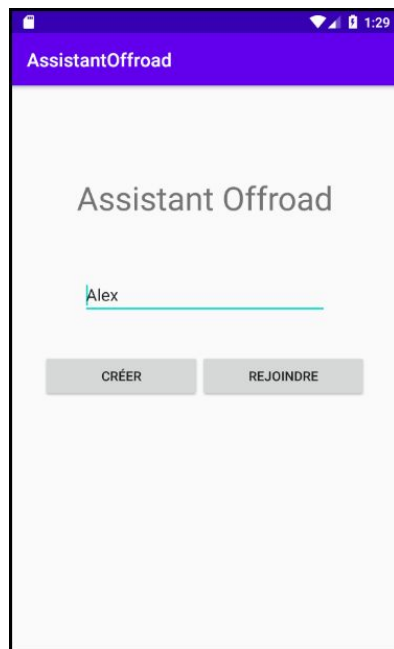 1:29
AssistantOffroad
Assistant Offroad
Alex
CRÉER REJOINDRE